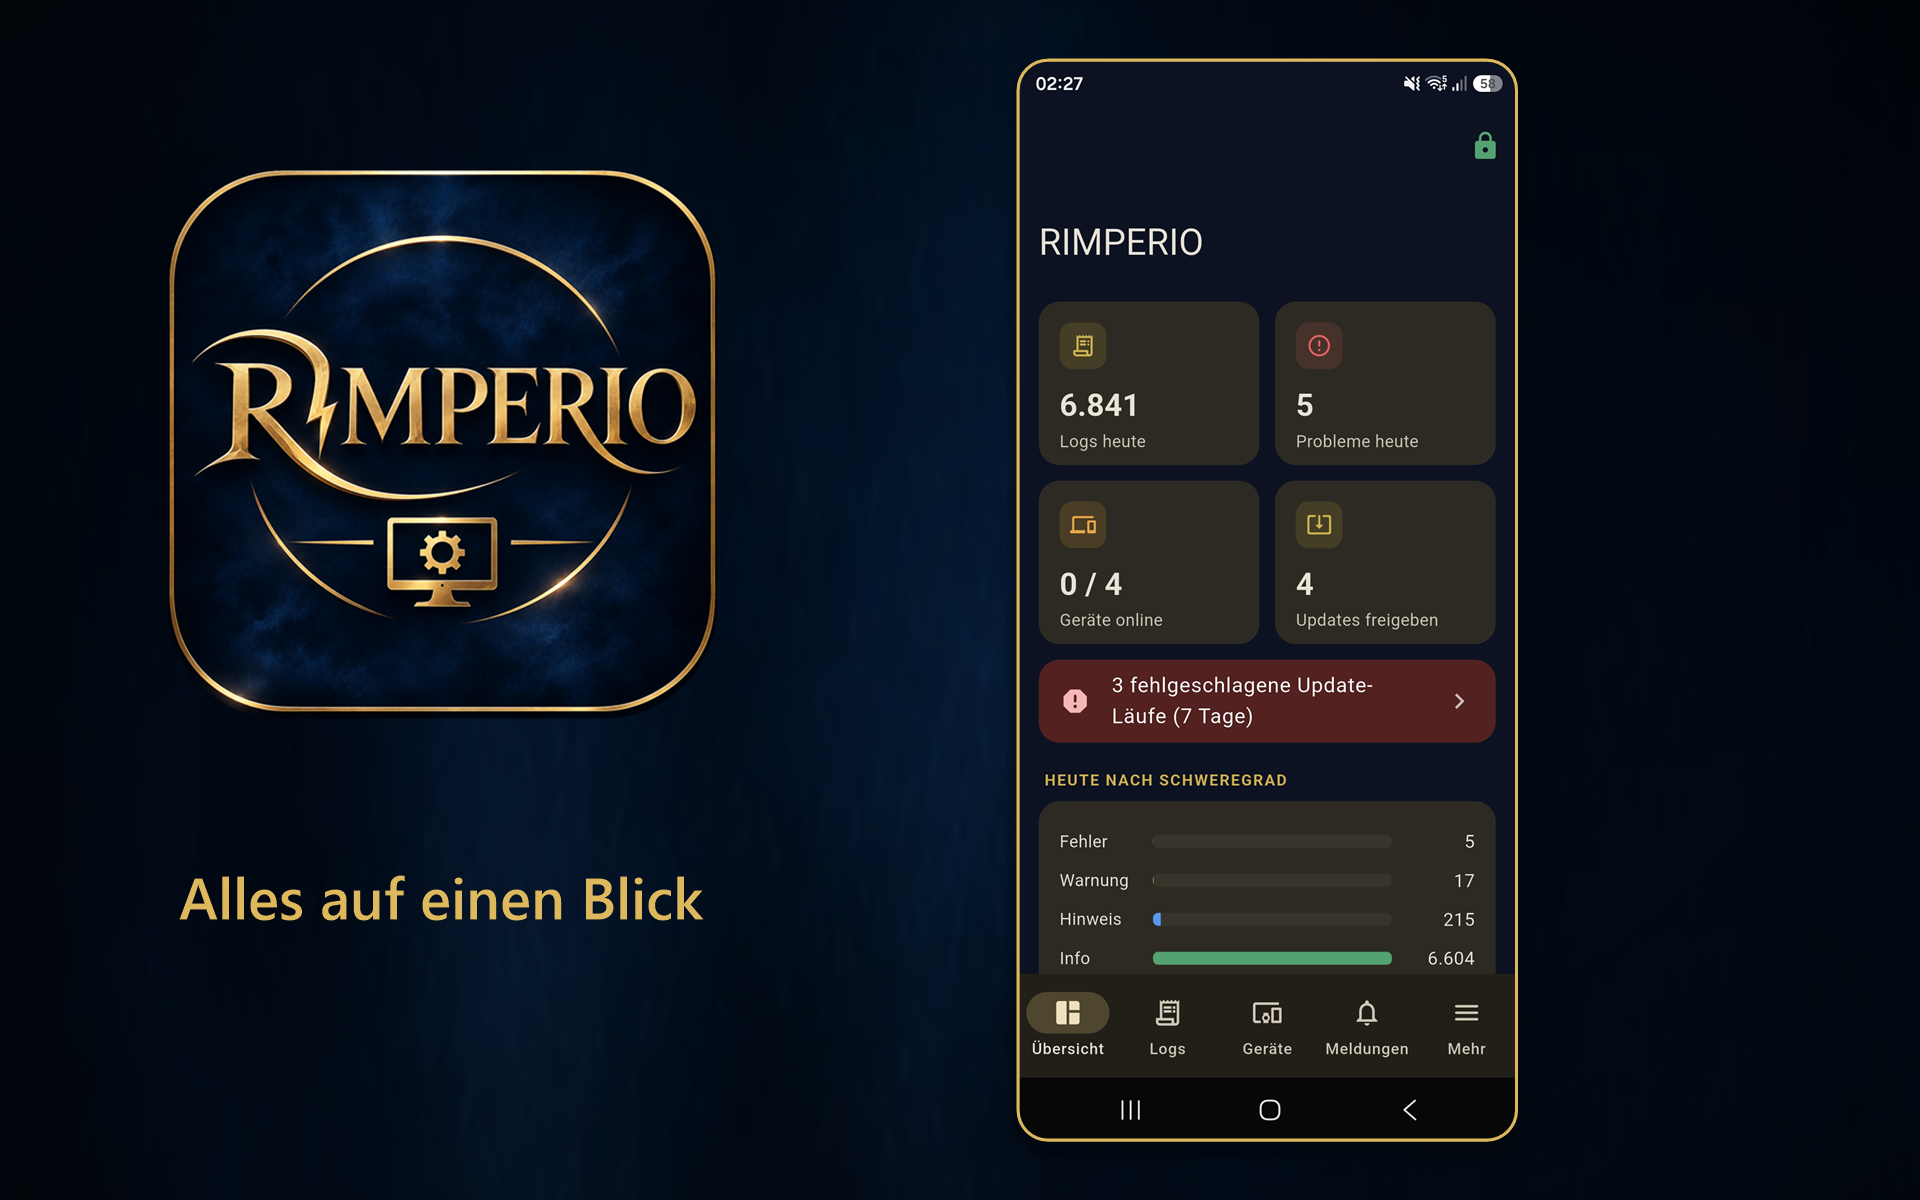 RIMPERIO
Alles auf einen Blick
02:27
58
RIMPERIO
6.841
Logs heute
5
Probleme heute
0 / 4
Geräte online
4
Updates freigeben
3 fehlgeschlagene Update-
Läufe (7 Tage)
HEUTE NACH SCHWEREGRAD
Fehler 5
Warnung 17
Hinweis 215
Info 6.604
Übersicht Logs Geräte Meldungen Mehr